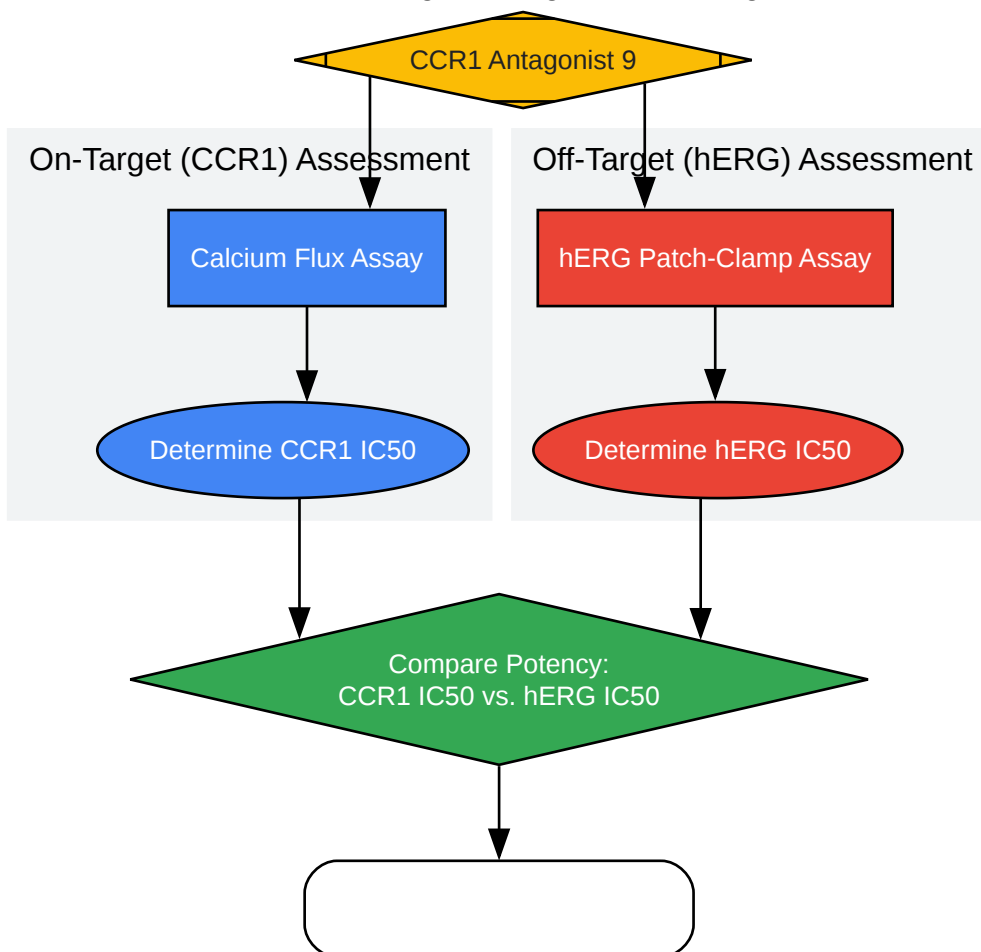 CCR1 Antagonist 9
On-Target (CCR1) Assessment
Off-Target (hERG) Assessment
Calcium Flux Assay
hERG Patch-Clamp Assay
Determine CCR1 IC50
Determine hERG IC50
Compare Potency:
CCR1 IC50 vs. hERG IC50